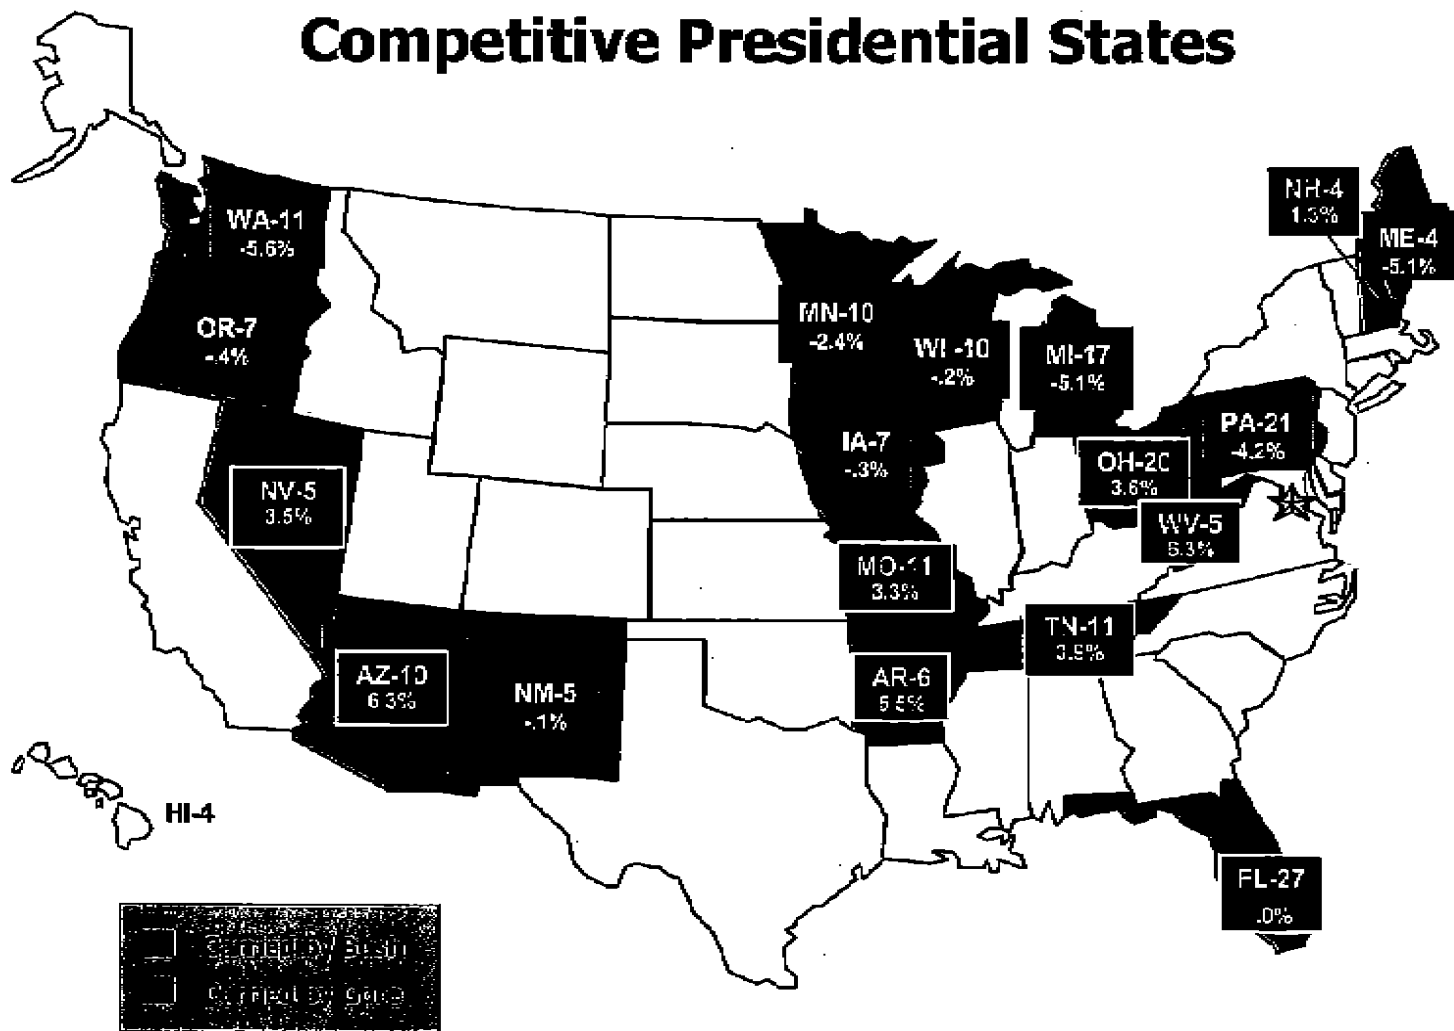 Competitive Presidential States
NH-4
1.3%
WA-11
-5.6%
ME-4
-5.1%
MN-10
-2.4%
OR-7
-.4%
WI-10
-.2%
MI-17
-5.1%
PA-21
-4.2%
IA-7
-.3%
OH-20
3.6%
NV-5
3.5%
WV-5
6.3%
MO-11
3.3%
TN-11
AZ-10
6.3%
NM-5
-.1%
AR-6
5.5%
HI-4
FL-27
.0%
Carried by Bush
Carried by Gore